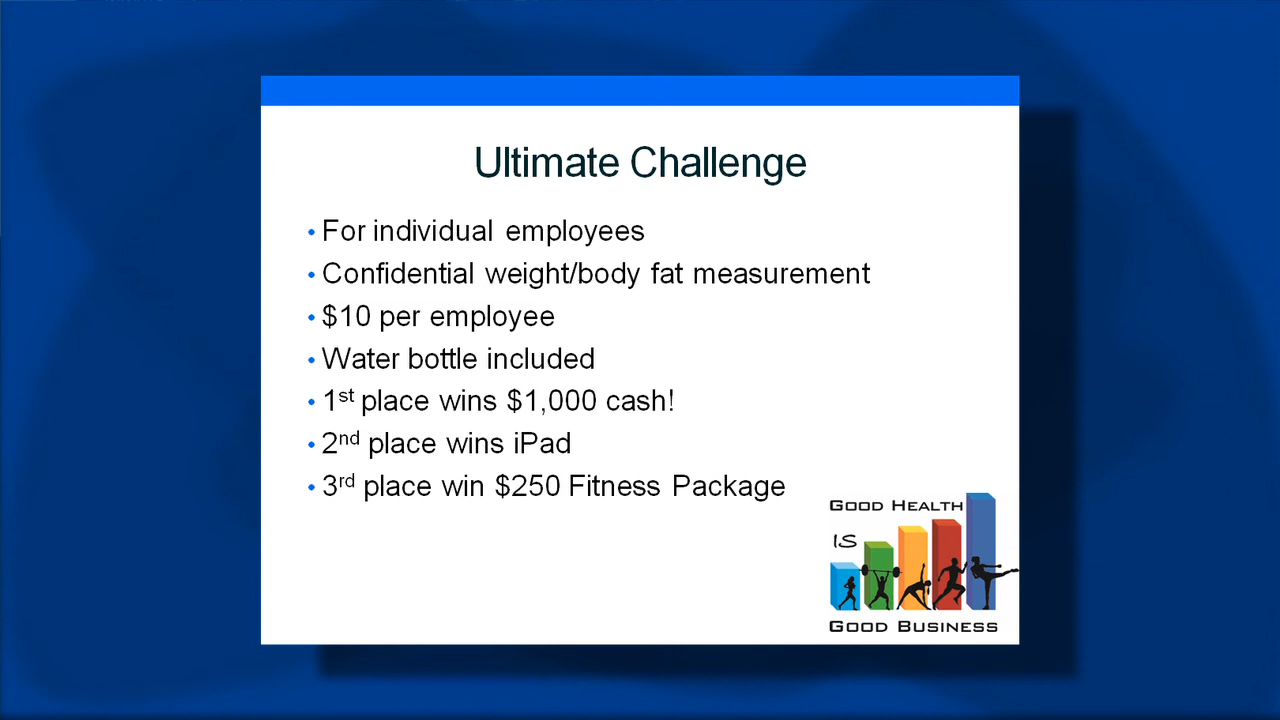 Ultimate Challenge
• For individual employees
• Confidential weight/body fat measurement
• $10 per employee
• Water bottle included
• 1st place wins $1,000 cash!
• 2nd place wins iPad
• 3rd place win $250 Fitness Package
GOOD HEALTH
IS
GOOD BUSINESS